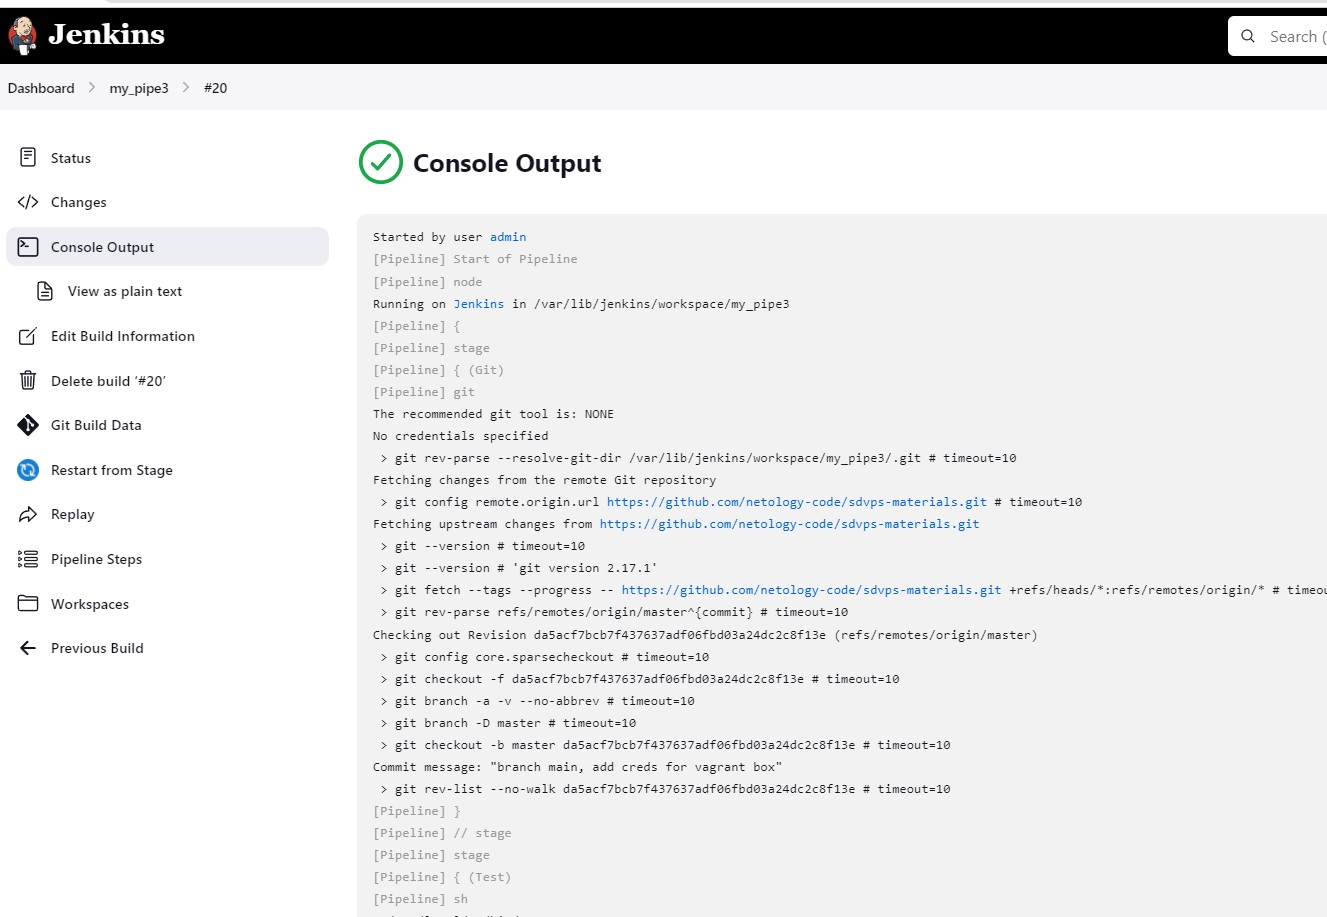 Jenkins
Search (
Dashboard > my_pipe3 > #20
Status
Changes
Console Output
View as plain text
Edit Build Information
Delete build ‘#20’
Git Build Data
Restart from Stage
Replay
Pipeline Steps
Workspaces
Previous Build
Console Output
Started by user admin
[Pipeline] Start of Pipeline
[Pipeline] node
Running on Jenkins in /var/lib/jenkins/workspace/my_pipe3
[Pipeline] {
[Pipeline] stage
[Pipeline] { (Git)
[Pipeline] git
The recommended git tool is: NONE
No credentials specified
> git rev-parse --resolve-git-dir /var/lib/jenkins/workspace/my_pipe3/.git # timeout=10
Fetching changes from the remote Git repository
> git config remote.origin.url https://github.com/netology-code/sdvps-materials.git # timeout=10
Fetching upstream changes from https://github.com/netology-code/sdvps-materials.git
> git --version # timeout=10
> git --version # 'git version 2.17.1'
> git fetch --tags --progress -- https://github.com/netology-code/sdvps-materials.git +refs/heads/*:refs/remotes/origin/* # timeou
> git rev-parse refs/remotes/origin/master^{commit} # timeout=10
Checking out Revision da5acf7bcb7f437637adf06fbd03a24dc2c8f13e (refs/remotes/origin/master)
> git config core.sparsecheckout # timeout=10
> git checkout -f da5acf7bcb7f437637adf06fbd03a24dc2c8f13e # timeout=10
> git branch -a -v --no-abbrev # timeout=10
> git branch -D master # timeout=10
> git checkout -b master da5acf7bcb7f437637adf06fbd03a24dc2c8f13e # timeout=10
Commit message: "branch main, add creds for vagrant box"
> git rev-list --no-walk da5acf7bcb7f437637adf06fbd03a24dc2c8f13e # timeout=10
[Pipeline] }
[Pipeline] // stage
[Pipeline] stage
[Pipeline] { (Test)
[Pipeline] sh